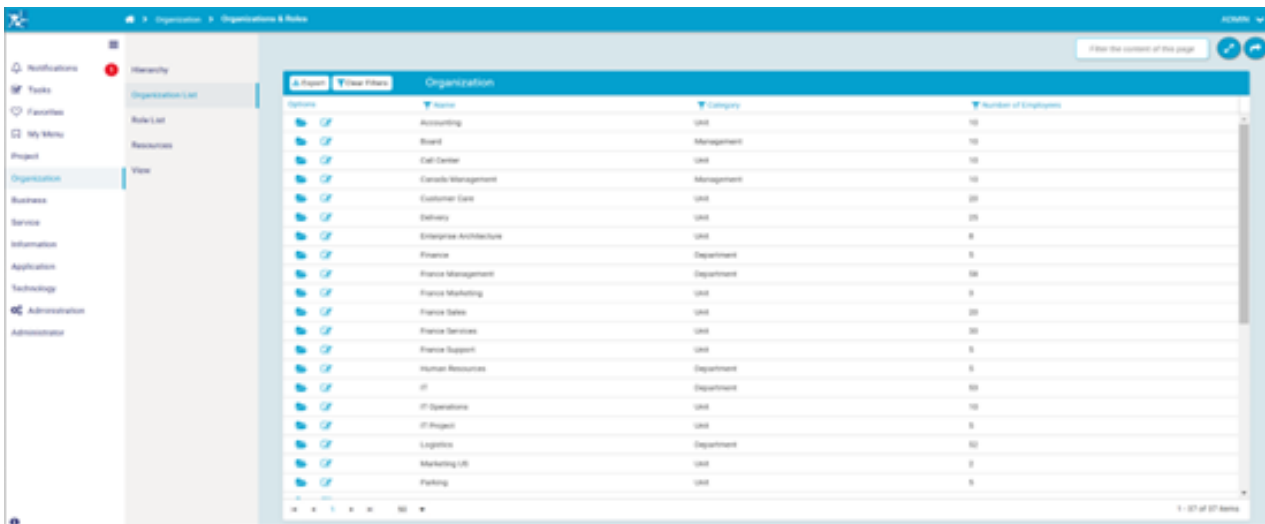 Organization > Organizations & Roles
ADMIN
Notifications
Tasks
Favorites
My Menu
Project
Organization
Business
Service
Information
Application
Technology
Administration
Administrator
Hierarchy
Organization List
Role List
Resources
View
Filter the content of this page
Export Clear Filters Organization
Options Name Category Number of Employees
Accounting Unit 10
Board Management 10
Call Center Unit 10
Canada Management Management 10
Customer Care Unit 20
Delivery Unit 25
Enterprise Architecture Unit
Finance Department 5
France Management Department 58
France Marketing Unit 3
France Sales Unit 20
France Services Unit 30
France Support Unit 5
Human Resources Department 5
IT Department
IT Operations Unit 10
IT Project Unit 5
Logistics Department 52
Marketing US Unit 2
Parking Unit 5
1 50 1 - 37 of 37 items